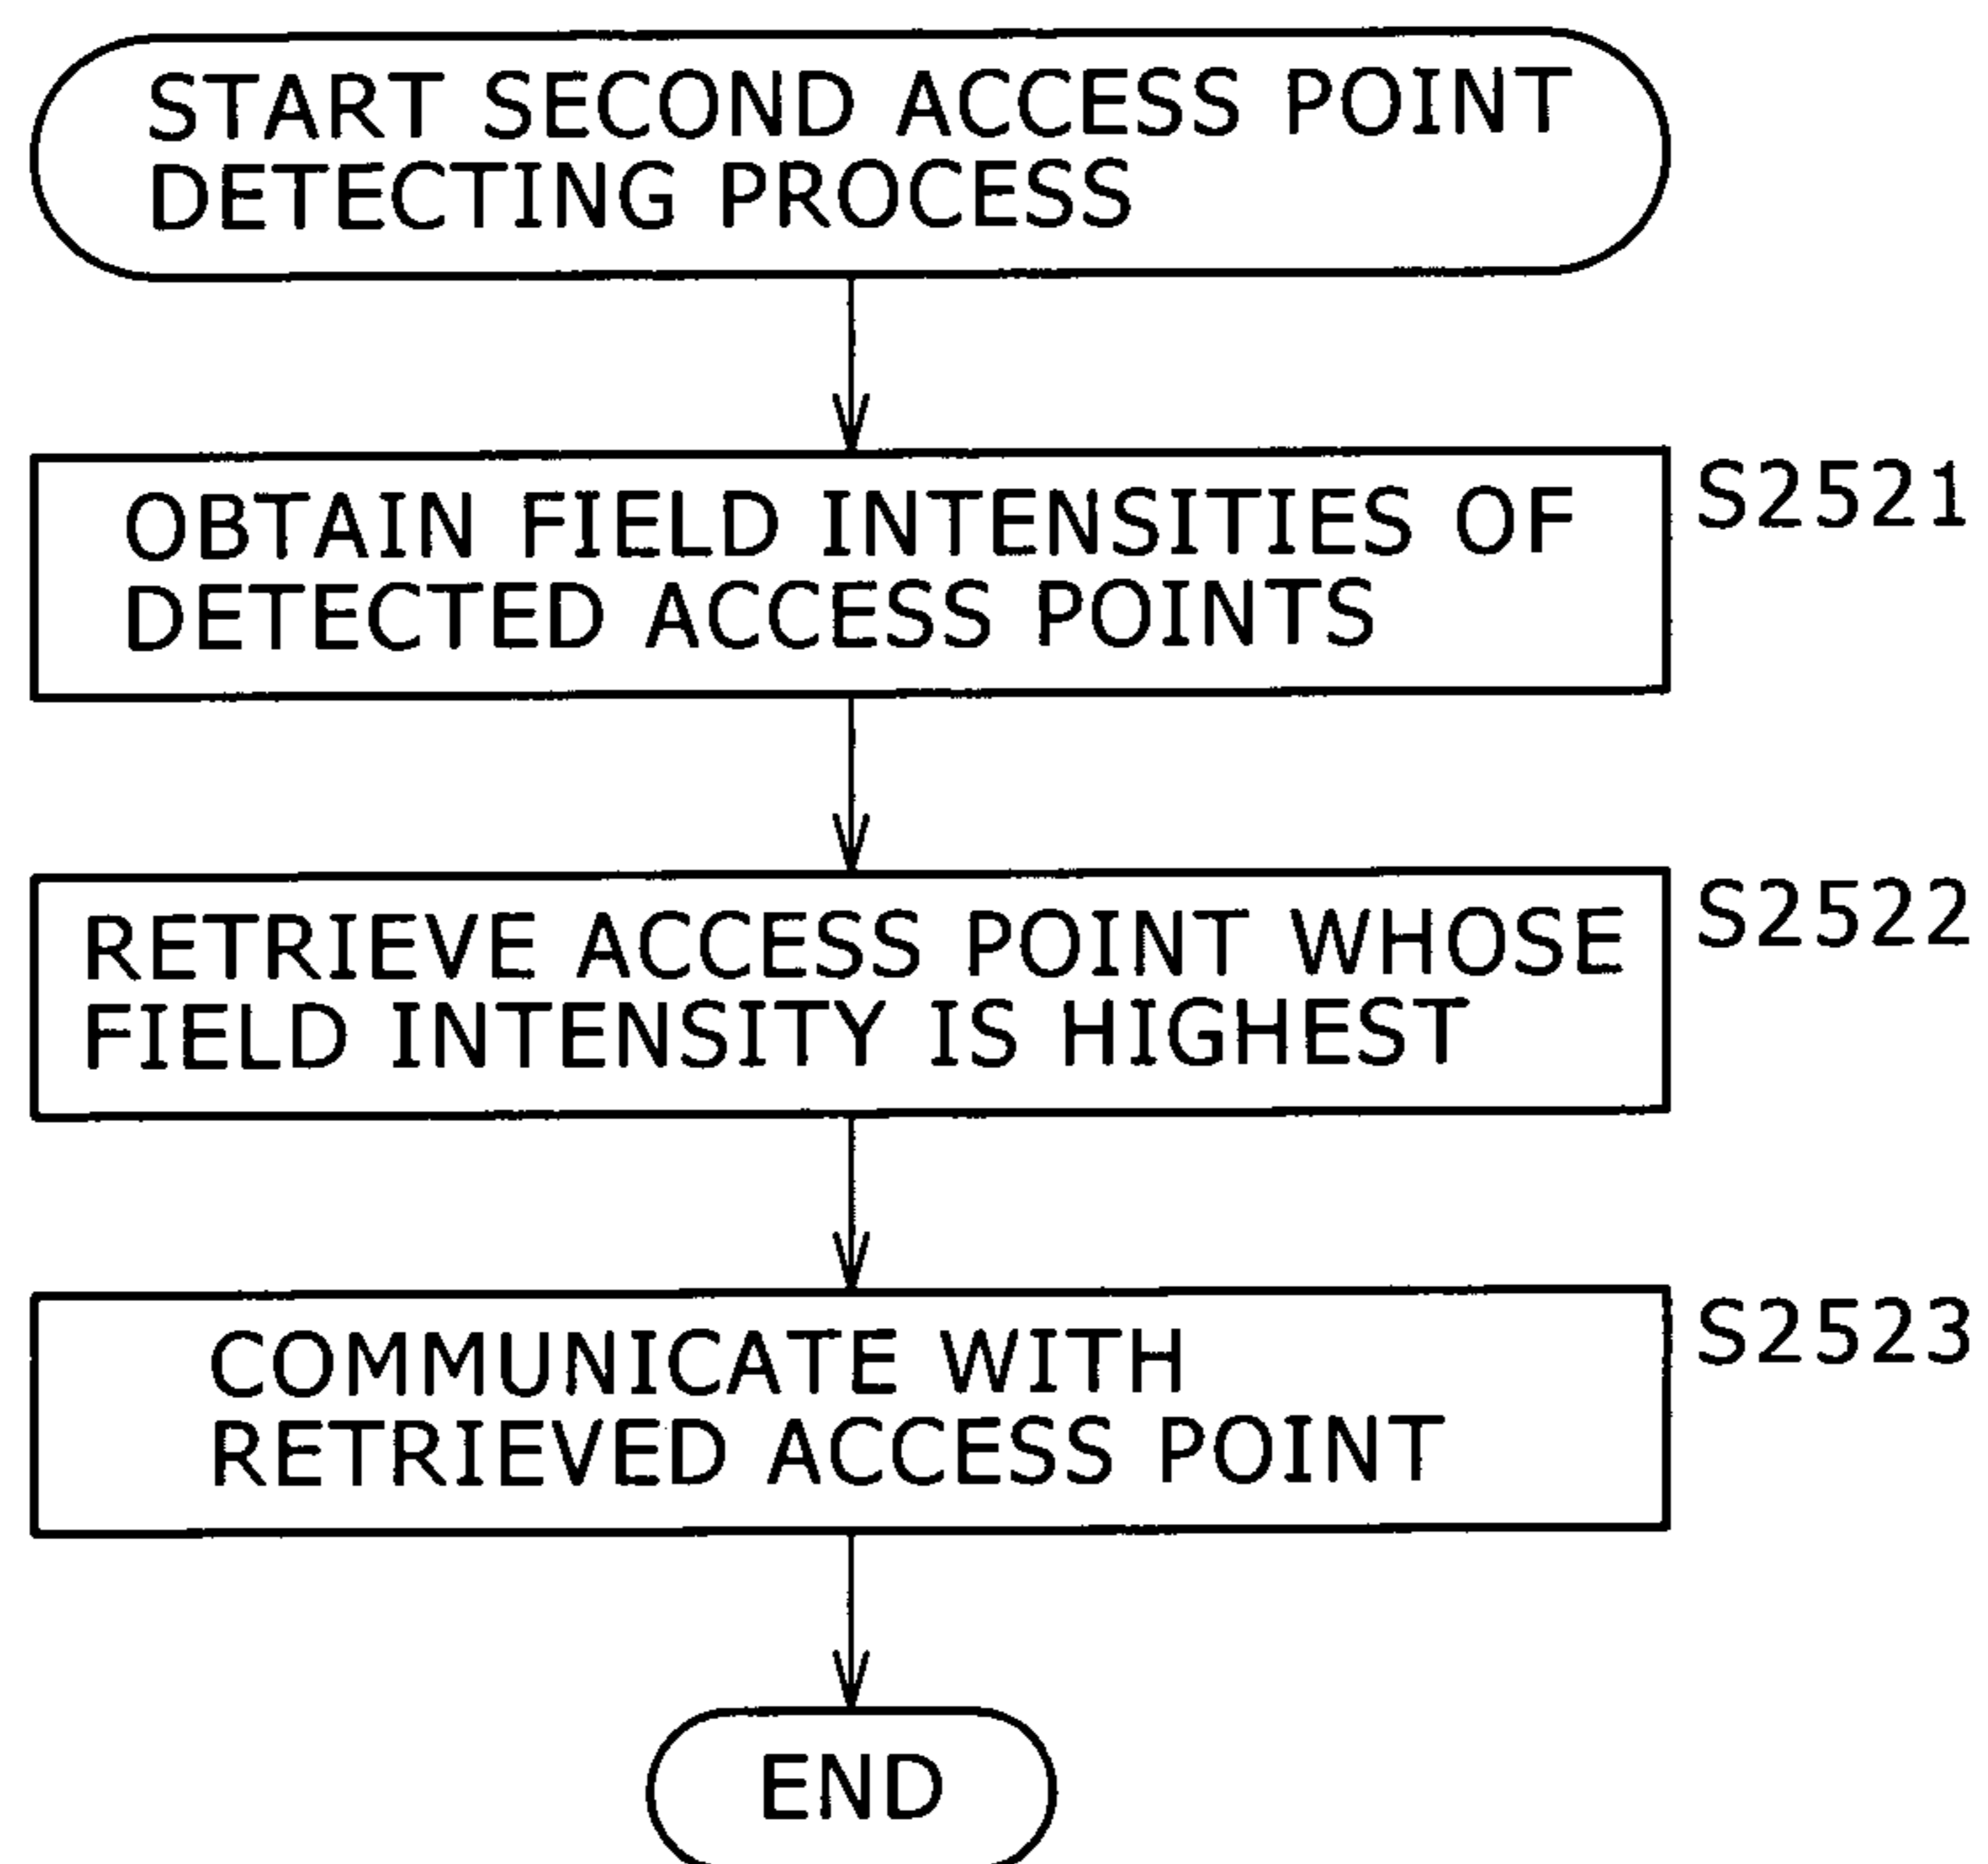 START SECOND ACCESS POINT
DETECTING PROCESS
OBTAIN FIELD INTENSITIES OF
DETECTED ACCESS POINTS
S2521
RETRIEVE ACCESS POINT WHOSE
FIELD INTENSITY IS HIGHEST
S2522
COMMUNICATE WITH
RETRIEVED ACCESS POINT
S2523
END